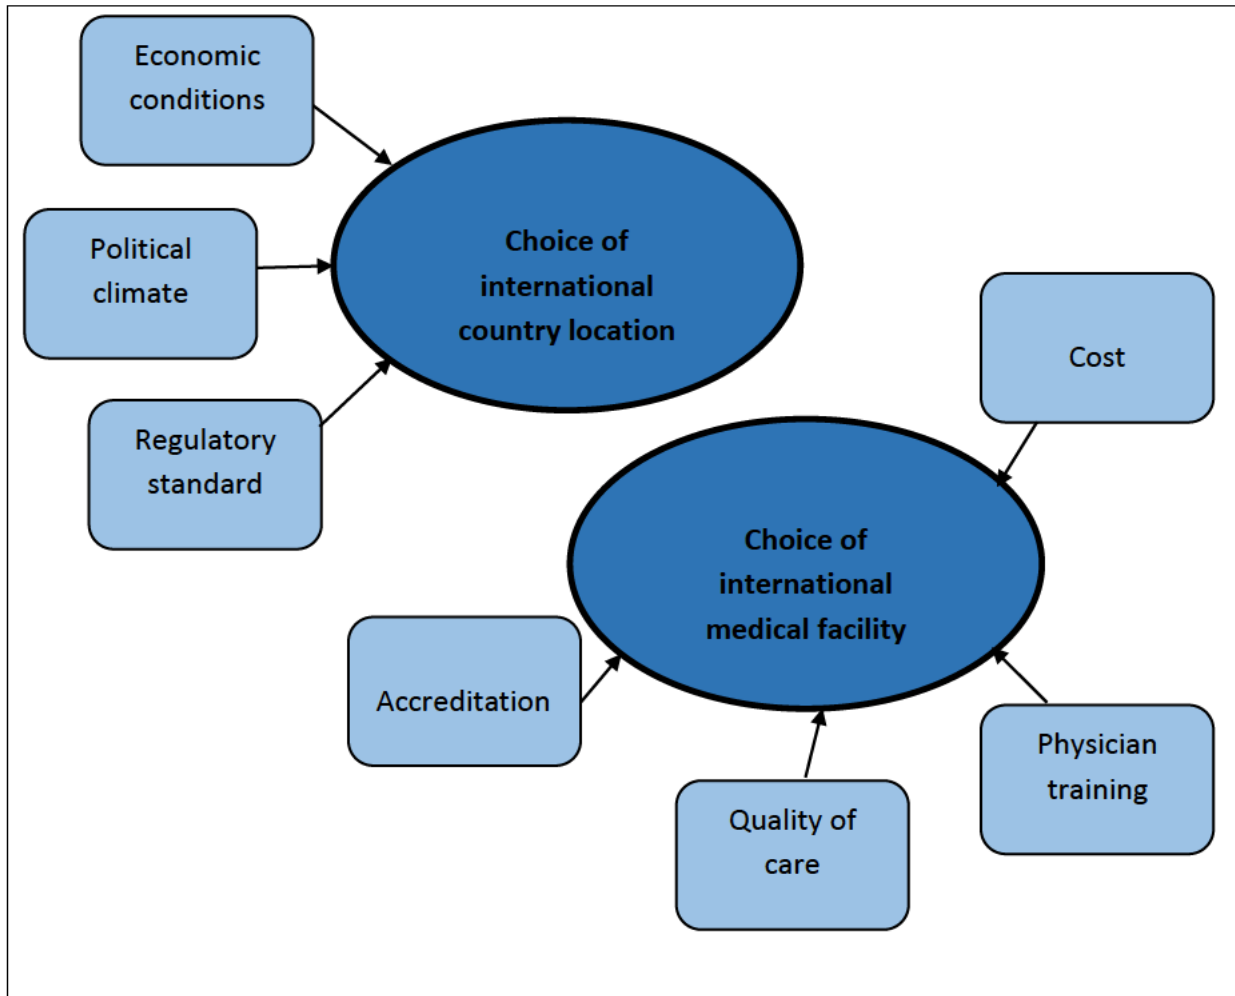 Economic
conditions
Political
climate
Regulatory
standard
Choice of
international
country location
Cost
Choice of
international
medical facility
Accreditation
Quality of
care
Physician
training